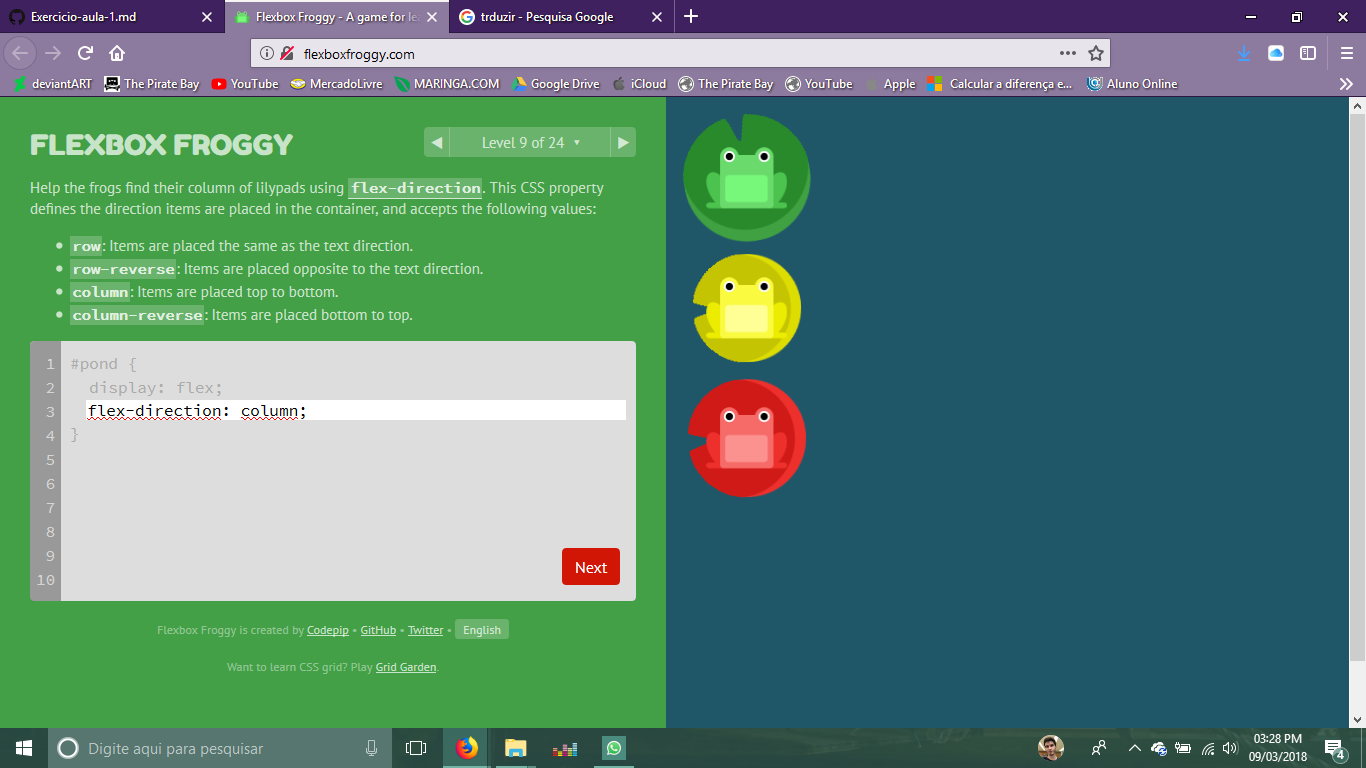 Exercicio-aula-1.md
Flexbox Froggy - A game for le
trduzir - Pesquisa Google
flexboxfroggy.com
deviantART The Pirate Bay YouTube MercadoLivre MARINGA.COM Google Drive iCloud The Pirate Bay YouTube Apple Calcular a diferença e... Aluno Online
FLEXBOX FROGGY
Level 9 of 24
Help the frogs find their column of lilypads using flex-direction. This CSS property
defines the direction items are placed in the container, and accepts the following values:
row: Items are placed the same as the text direction.
row-reverse: Items are placed opposite to the text direction.
column: Items are placed top to bottom.
column-reverse: Items are placed bottom to top.
1 #pond {
2 display: flex;
3 flex-direction: column;
4 }
5
6
7
8
9
10
Next
Flexbox Froggy is created by Codepip • GitHub • Twitter • English
Want to learn CSS grid? Play Grid Garden.
Digite aqui para pesquisar
03:28 PM
09/03/2018
4